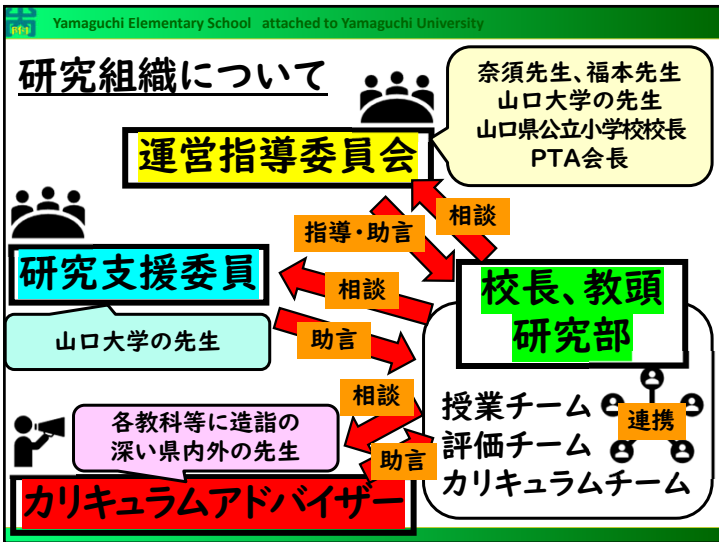 Yamaguchi Elementary School attached to Yamaguchi University
研究組織について
奈須先生、福本先生
山口大学の先生
山口県公立小学校校長
PTA会長
運営指導委員会
相談
指導・助言
研究支援委員
相談
校長、教頭
研究部
山口大学の先生
助言
相談
授業チーム
連携
評価チーム
カリキュラムチーム
各教科等に造詣の
深い県内外の先生
助言
カリキュラムアドバイザー